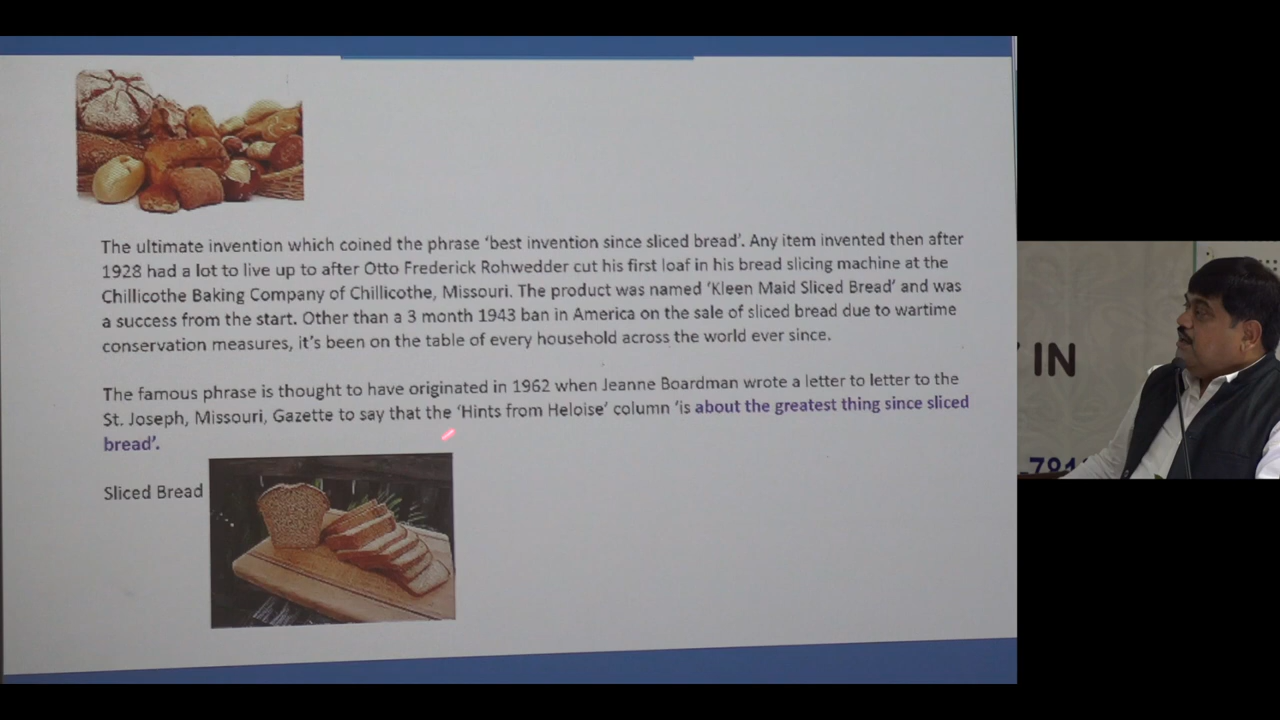 The ultimate invention which coined the phrase ‘best invention since sliced bread’. Any item invented then after
1928 had a lot to live up to after Otto Frederick Rohwedder cut his first loaf in his bread slicing machine at the
Chillicothe Baking Company of Chillicothe, Missouri. The product was named ‘Kleen Maid Sliced Bread’ and was
a success from the start. Other than a 3 month 1943 ban in America on the sale of sliced bread due to wartime
conservation measures, it’s been on the table of every household across the world ever since.
The famous phrase is thought to have originated in 1962 when Jeanne Boardman wrote a letter to letter to the
St. Joseph, Missouri, Gazette to say that the ‘Hints from Heloise’ column ‘is about the greatest thing since sliced
bread’.
Sliced Bread
IN